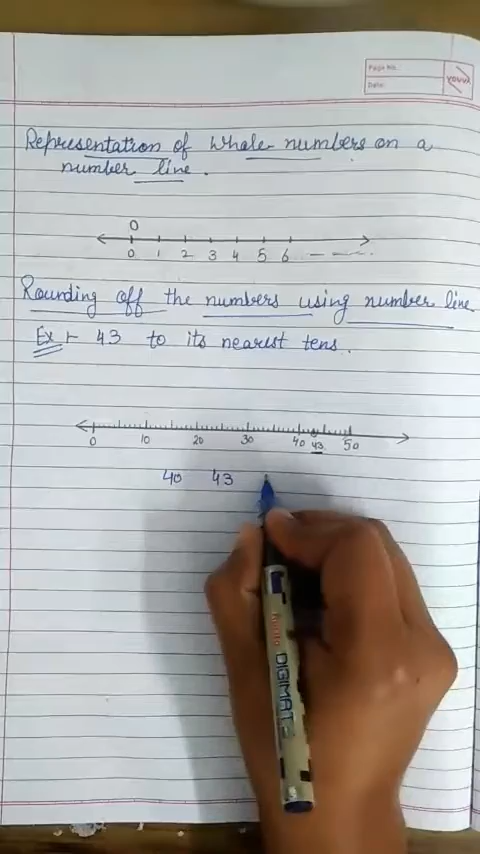 Page No.
Date:
Representation of whole numbers on a
number line.
0
0 1 2 3 4 5 6
Rounding off the numbers using number line
Ex:- 43 to its nearest tens.
0 10 20 30 40 43 50
40 43
DIGIMAT